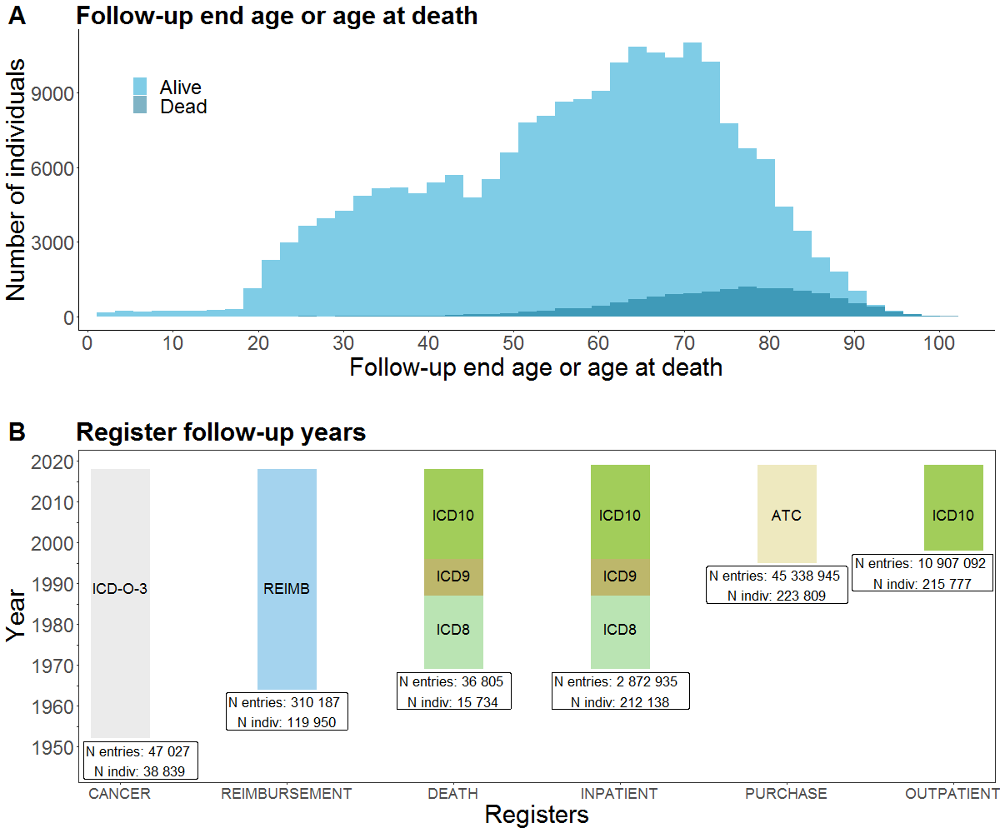 A Follow-up end age or age at death
Number of individuals
9000
6000
3000
0
Alive
Dead
0 10 20 30 40 50 60 70 80 90 100
Follow-up end age or age at death
B Register follow-up years
Year
2020
2010
2000
1990
1980
1970
1960
1950
ICD-O-3
N entries: 47 027
N indiv: 38 839
REIMB
N entries: 310 187
N indiv: 119 950
ICD10
ICD9
ICD8
N entries: 36 805
N indiv: 15 734
ICD10
ICD9
ICD8
N entries: 2 872 935
N indiv: 212 138
ATC
N entries: 45 338 945
N indiv: 223 809
ICD10
N entries: 10 907 092
N indiv: 215 777
CANCER REIMBURSEMENT DEATH INPATIENT PURCHASE OUTPATIENT
Registers